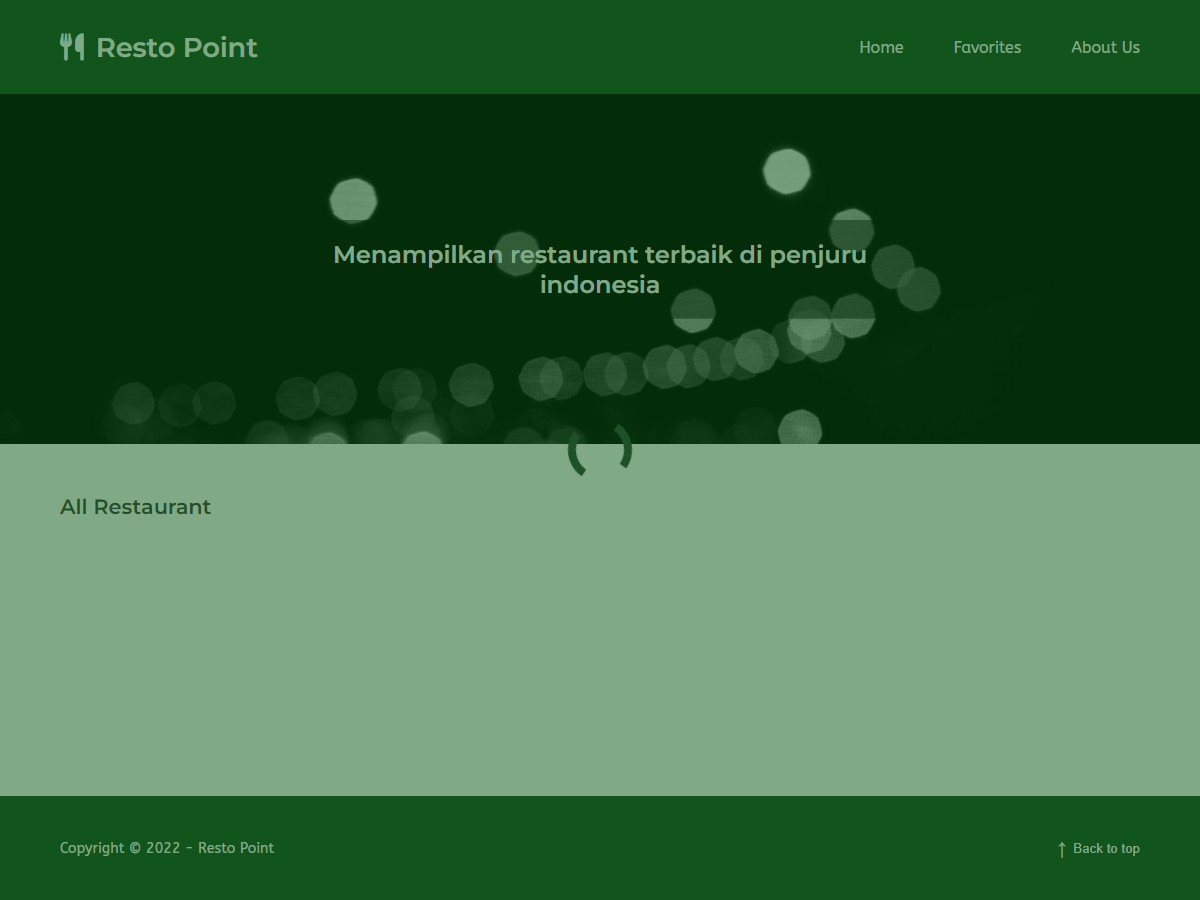 Resto Point
Home
Favorites
About Us
Menampilkan restaurant terbaik di penjuru
indonesia
All Restaurant
Copyright © 2022 - Resto Point
↑ Back to top